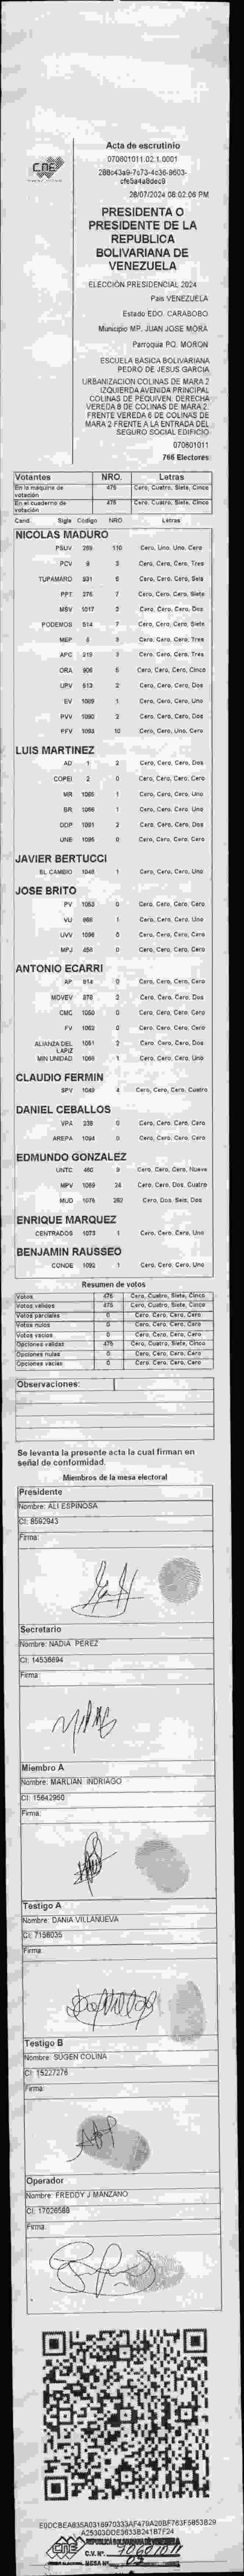 CNE
Acta de escrutinio
070601011.02.1.0001
28/07/2024 08:02:06 PM
PRESIDENTA O
PRESIDENTE DE LA
REPUBLICA
BOLIVARIANA DE
VENEZUELA
ELECCIÓN PRESIDENCIAL 2024
País VENEZUELA
Estado EDO. CARABOBO
Municipio MP. JUAN JOSE MORA
Parroquia PQ. MORON
ESCUELA BASICA BOLIVARIANA
PEDRO DE JESUS GARCIA
URBANIZACION COLINAS DE MARA 2
IZQUIERDA AVENIDA PRINCIPAL
COLINAS DE PEQUIVEN. DERECHA
VEREDA 8 DE COLINAS DE MARA 2.
FRENTE VEREDA 6 DE COLINAS DE
MARA 2 FRENTE A LA ENTRADA DEL
SEGURO SOCIAL EDIFICIO
070601011
766 Electores
Votantes NRO. Letras
En la maquina de votación 475 Cero, Cuatro, Siete, Cinco
En el cuaderno de votación 475 Cero, Cuatro, Siete, Cinco
Cand. Sigla Código NRO. Letras
NICOLAS MADURO
PSUV 269 110 Cero, Uno, Uno, Cero
PCV 9 3 Cero, Cero, Cero, Tres
TUPAMARO 931 6 Cero, Cero, Cero, Seis
PPT 276 7 Cero, Cero, Cero, Siete
MSV 1017 2 Cero, Cero, Cero, Dos
PODEMOS 514 7 Cero, Cero, Cero, Siete
MEP 5 3 Cero, Cero, Cero, Tres
APC 219 3 Cero, Cero, Cero, Tres
ORA 906 5 Cero, Cero, Cero, Cinco
UPV 513 2 Cero, Cero, Cero, Dos
EV 1089 1 Cero, Cero, Cero, Uno
PVV 1090 2 Cero, Cero, Cero, Dos
FFV 1093 10 Cero, Cero, Uno, Cero
LUIS MARTINEZ
AD 1 2 Cero, Cero, Cero, Dos
COPEI 2 0 Cero, Cero, Cero, Cero
MR 1065 1 Cero, Cero, Cero, Uno
BR 1066 1 Cero, Cero, Cero, Uno
DDP 1091 2 Cero, Cero, Cero, Dos
UNE 1095 0 Cero, Cero, Cero, Cero
JAVIER BERTUCCI
EL CAMBIO 1048 1 Cero, Cero, Cero, Uno
JOSE BRITO
PV 1053 0 Cero, Cero, Cero, Cero
VU 968 1 Cero, Cero, Cero, Uno
UVV 1096 0 Cero, Cero, Cero, Cero
MPJ 456 0 Cero, Cero, Cero, Cero
ANTONIO ECARRI
AP 914 0 Cero, Cero, Cero, Cero
MOVEV 978 2 Cero, Cero, Cero, Dos
CMC 1050 0 Cero, Cero, Cero, Cero
FV 1062 0 Cero, Cero, Cero, Cero
ALIANZA DEL LAPIZ 1051 2 Cero, Cero, Cero, Dos
MIN UNIDAD 1068 1 Cero, Cero, Cero, Uno
CLAUDIO FERMIN
SPV 1049 4 Cero, Cero, Cero, Cuatro
DANIEL CEBALLOS
VPA 238 0 Cero, Cero, Cero, Cero
AREPA 1094 0 Cero, Cero, Cero, Cero
EDMUNDO GONZALEZ
UNTC 460 9 Cero, Cero, Cero, Nueve
MPV 1069 24 Cero, Cero, Dos, Cuatro
MUD 1076 262 Cero, Dos, Seis, Dos
ENRIQUE MARQUEZ
CENTRADOS 1073 1 Cero, Cero, Cero, Uno
BENJAMIN RAUSSEO
CONDE 1092 1 Cero, Cero, Cero, Uno
Resumen de votos
Votos 475 Cero, Cuatro, Siete, Cinco
Votos validos 475 Cero, Cuatro, Siete, Cinco
Votos parciales 0 Cero, Cero, Cero, Cero
Votos nulos 0 Cero, Cero, Cero, Cero
Votos vacios 0 Cero, Cero, Cero, Cero
Opciones validas 475 Cero, Cuatro, Siete, Cinco
Opciones nulas 0 Cero, Cero, Cero, Cero
Opciones vacias 0 Cero, Cero, Cero, Cero
Observaciones:
Se levanta la presente acta la cual firman en
señal de conformidad.
Miembros de la mesa electoral
Presidente
Nombre: ALI ESPINOSA
CI: 8592943
Firma:
Secretario
Nombre: NADIA PEREZ
CI: 14536694
Firma:
Miembro A
Nombre: MARLIAN INDRIAGO
CI: 15642950
Firma:
Testigo A
Nombre: DANIA VILLANUEVA
CI: 7158035
Firma:
Testigo B
Nombre: SUGEN COLINA
CI: 15227276
Firma:
Operador
Nombre: FREDDY J MANZANO
CI: 17026569
Firma:
CNE
REPUBLICA BOLIVARIANA DE VENEZUELA
C.V. Nº
MESA Nº